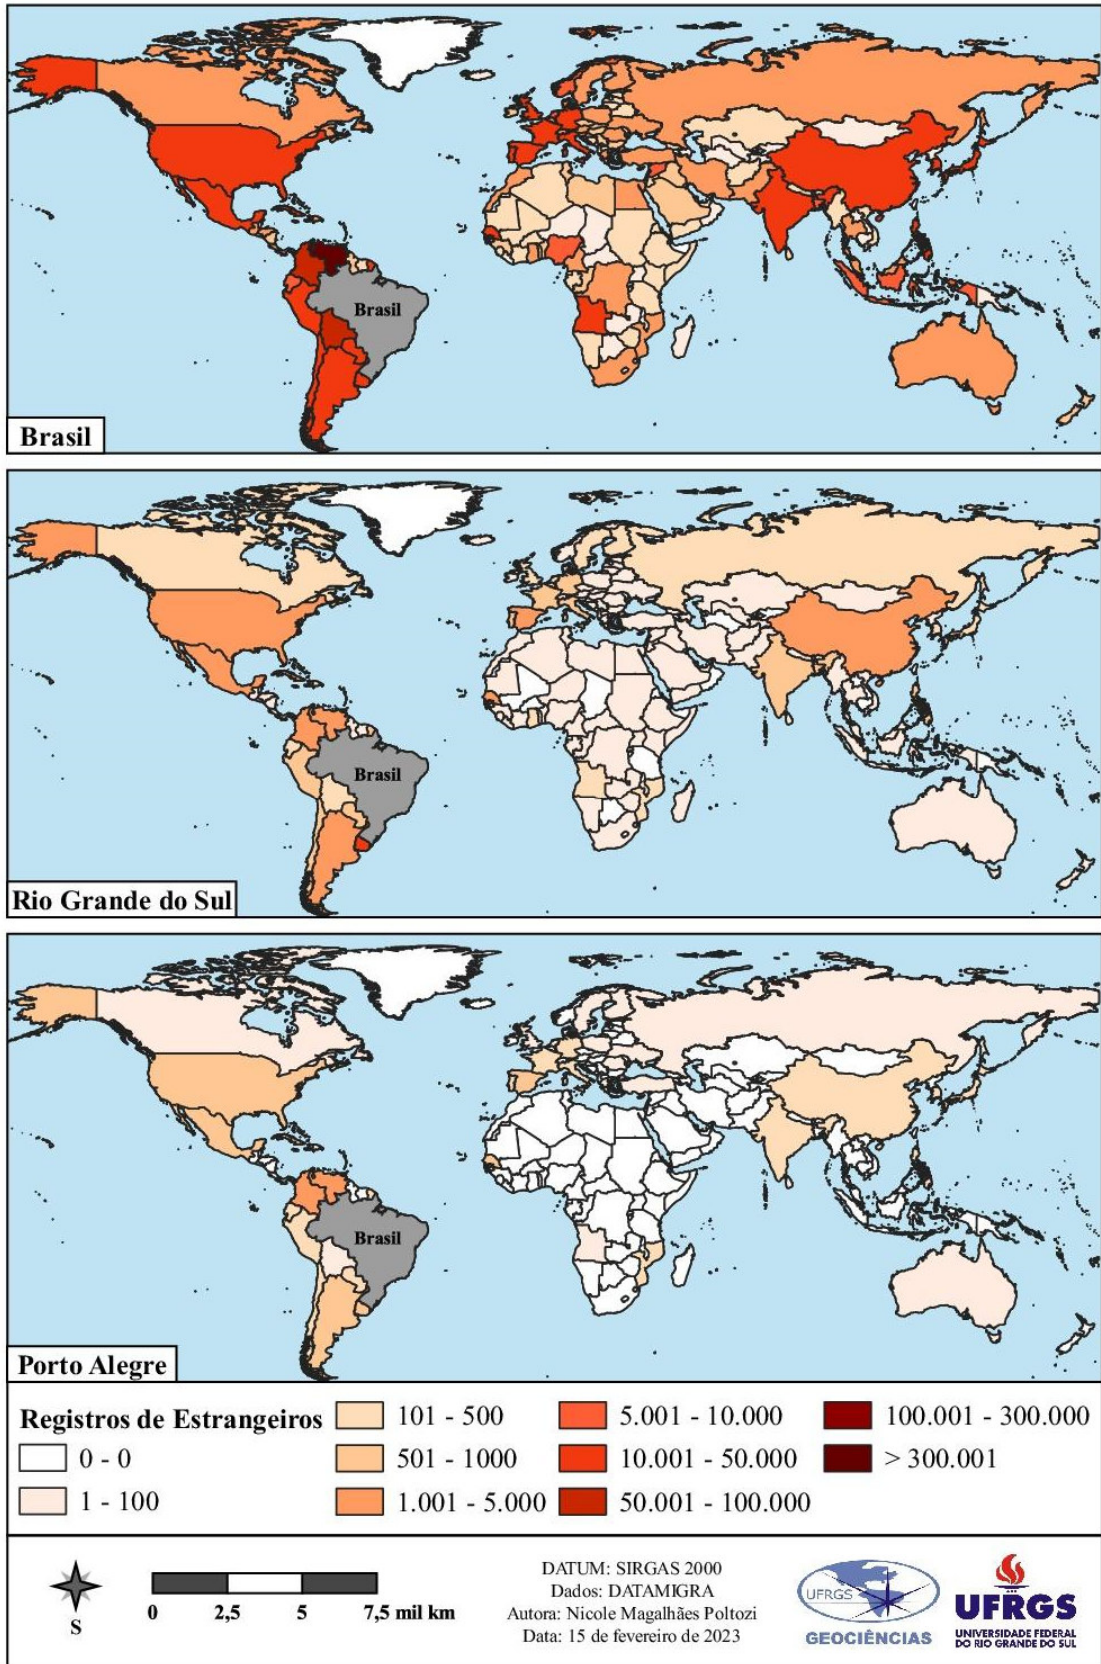 Brasil
Brasil
Brasil
Rio Grande do Sul
Brasil
Porto Alegre
Registros de Estrangeiros
0 - 0
1 - 100
101 - 500
501 - 1000
1.001 - 5.000
5.001 - 10.000
10.001 - 50.000
50.001 - 100.000
100.001 - 300.000
> 300.001
S
0 2,5 5 7,5 mil km
DATUM: SIRGAS 2000
Dados: DATAMIGRA
Autora: Nicole Magalhães Poltozi
Data: 15 de fevereiro de 2023
UFRGS
GEOCIÊNCIAS
UFRGS
UNIVERSIDADE FEDERAL
DO RIO GRANDE DO SUL